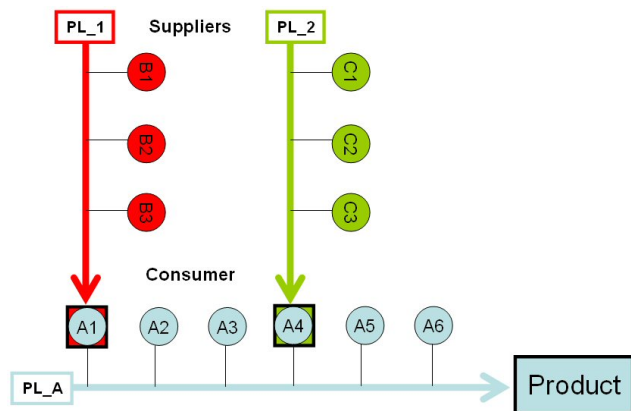 PL_1
Suppliers
PL_2
B1
C1
B2
C2
B3
C3
Consumer
A1
A2
A3
A4
A5
A6
PL_A
Product